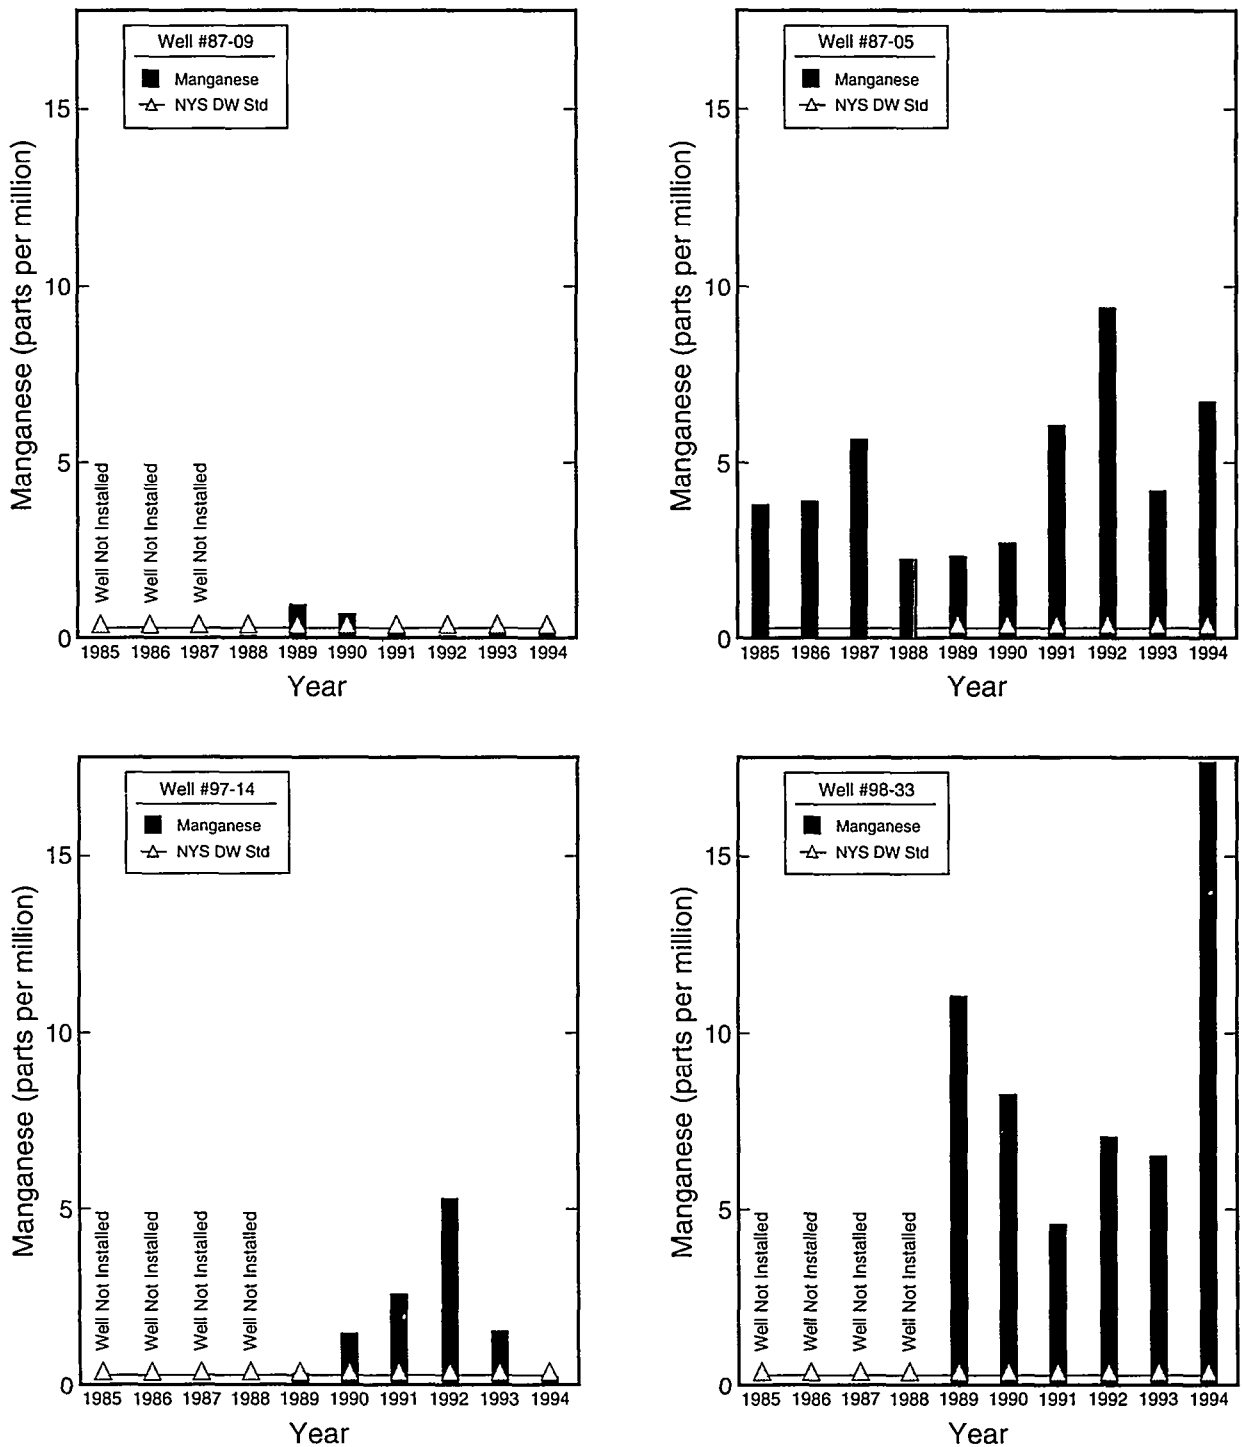 Well #87-09
Manganese
NYS DW Std
Manganese (parts per million)
15
10
5
0
Well Not Installed
Well Not Installed
Well Not Installed
1985 1986 1987 1988 1989 1990 1991 1992 1993 1994
Year
Well #87-05
Manganese
NYS DW Std
Manganese (parts per million)
15
10
5
0
1985 1986 1987 1988 1989 1990 1991 1992 1993 1994
Year
Well #97-14
Manganese
NYS DW Std
Manganese (parts per million)
15
10
5
0
Well Not Installed
Well Not Installed
Well Not Installed
Well Not Installed
1985 1986 1987 1988 1989 1990 1991 1992 1993 1994
Year
Well #98-33
Manganese
NYS DW Std
Manganese (parts per million)
15
10
5
0
Well Not Installed
Well Not Installed
Well Not Installed
Well Not Installed
1985 1986 1987 1988 1989 1990 1991 1992 1993 1994
Year